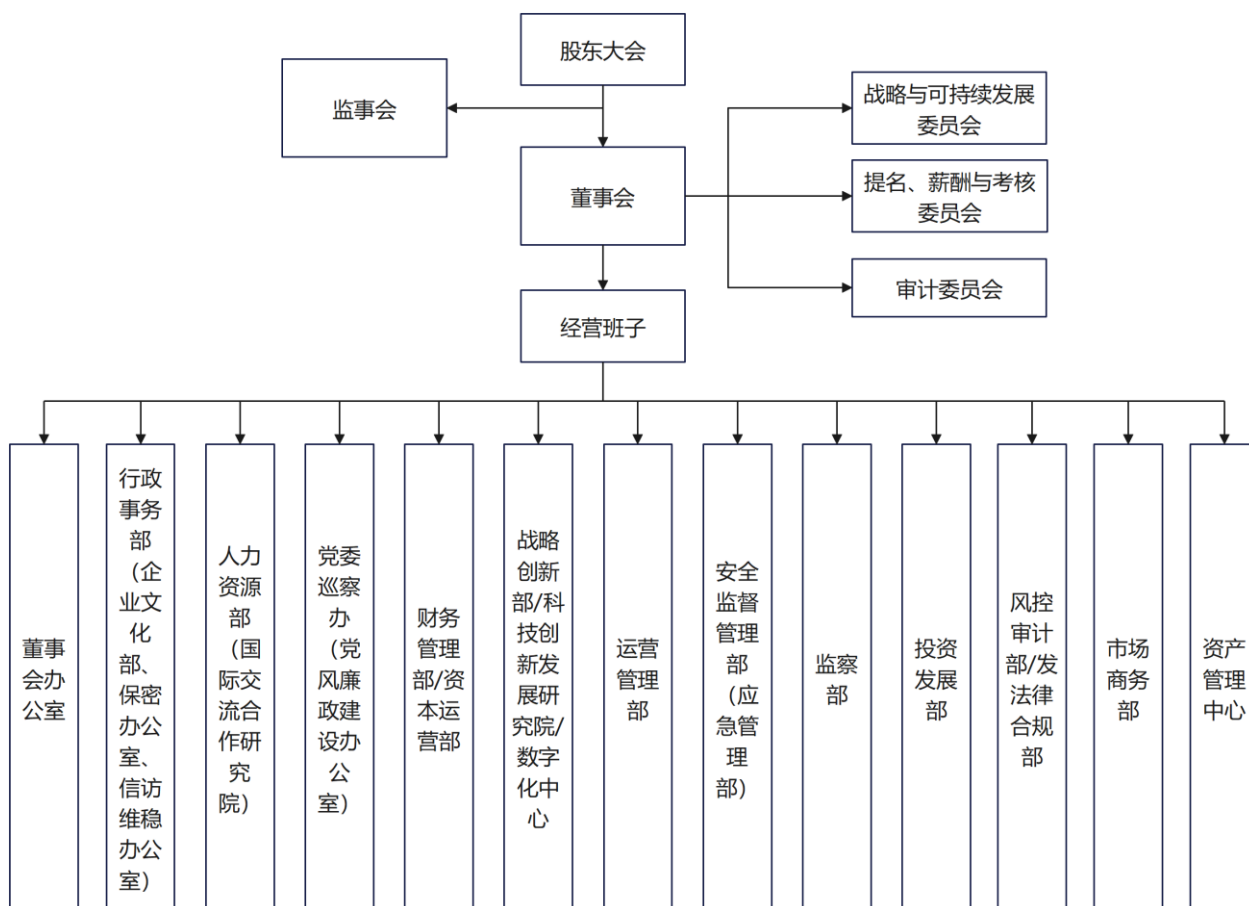 股东大会
监事会
战略与可持续发展
委员会
董事会
提名、薪酬与考核
委员会
审计委员会
经营班子
董事
会办
公室
行政
事务
部
（企
业文
化
部、
保密
办公
室、
信访
维稳
办公
室）
人力
资源
部
（国
际交
流合
作研
究
院）
党委
巡察
办
（党
风廉
政建
设办
公
室）
财务
管理
部/资
本运
营部
战略
创新
部/科
技创
新发
展研
究院/
数字
化中
心
运营
管理
部
安全
监督
管理
部
（应
急管
理
部）
监察
部
投资
发展
部
风控
审计
部/发
法律
合规
部
市场
商务
部
资产
管理
中心